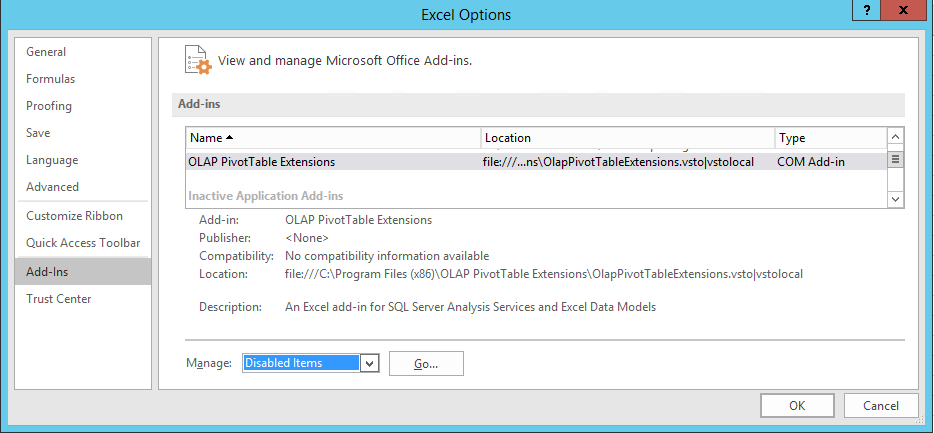 Excel Options
? x
General
Formulas
Proofing
Save
Language
Advanced
Customize Ribbon
Quick Access Toolbar
Add-Ins
Trust Center
View and manage Microsoft Office Add-ins.
Add-ins
Name Location Type
OLAP PivotTable Extensions file:///...ns\OlapPivotTableExtensions.vsto|vstolocal COM Add-in
Inactive Application Add-ins
Add-in: OLAP PivotTable Extensions
Publisher: <None>
Compatibility: No compatibility information available
Location: file:///C:\Program Files (x86)\OLAP PivotTable Extensions\OlapPivotTableExtensions.vsto|vstolocal
Description: An Excel add-in for SQL Server Analysis Services and Excel Data Models
Manage: Disabled Items Go...
OK Cancel